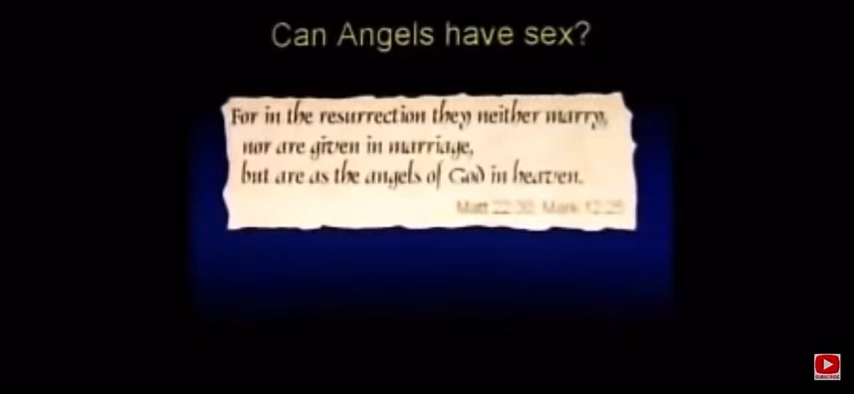 Can Angels have sex?
For in the resurrection they neither marry,
nor are given in marriage,
but are as the angels of God in heaven.
Matt 22:30; Mark 12:25
SUBSCRIBE